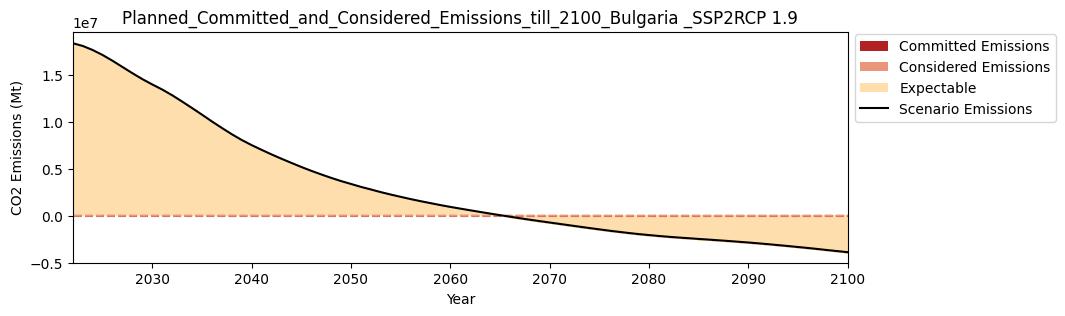 Planned_Committed_and_Considered_Emissions_till_2100_Bulgaria _SSP2RCP 1.9
1e7
1.5
1.0
0.5
0.0
−0.5
CO2 Emissions (Mt)
2030 2040 2050 2060 2070 2080 2090 2100
Year
Committed Emissions
Considered Emissions
Expectable
Scenario Emissions